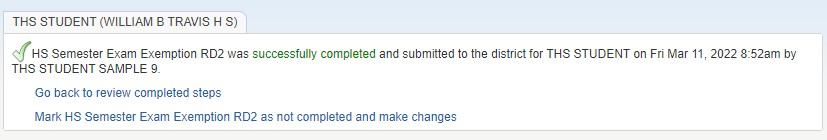 THS STUDENT (WILLIAM B TRAVIS H S)
HS Semester Exam Exemption RD2 was successfully completed and submitted to the district for THS STUDENT on Fri Mar 11, 2022 8:52am by
THS STUDENT SAMPLE 9.
Go back to review completed steps
Mark HS Semester Exam Exemption RD2 as not completed and make changes